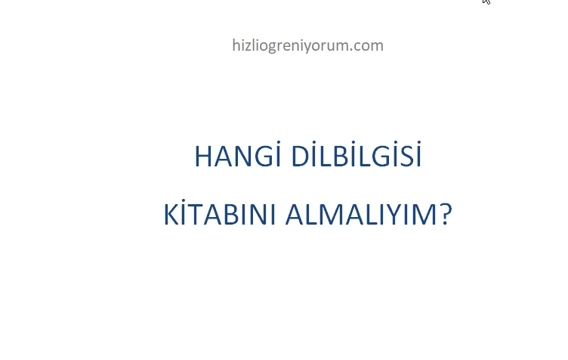 hizliogreniyorum.com
HANGİ DİLBİLGİSİ
KİTABINI ALMALIYIM?